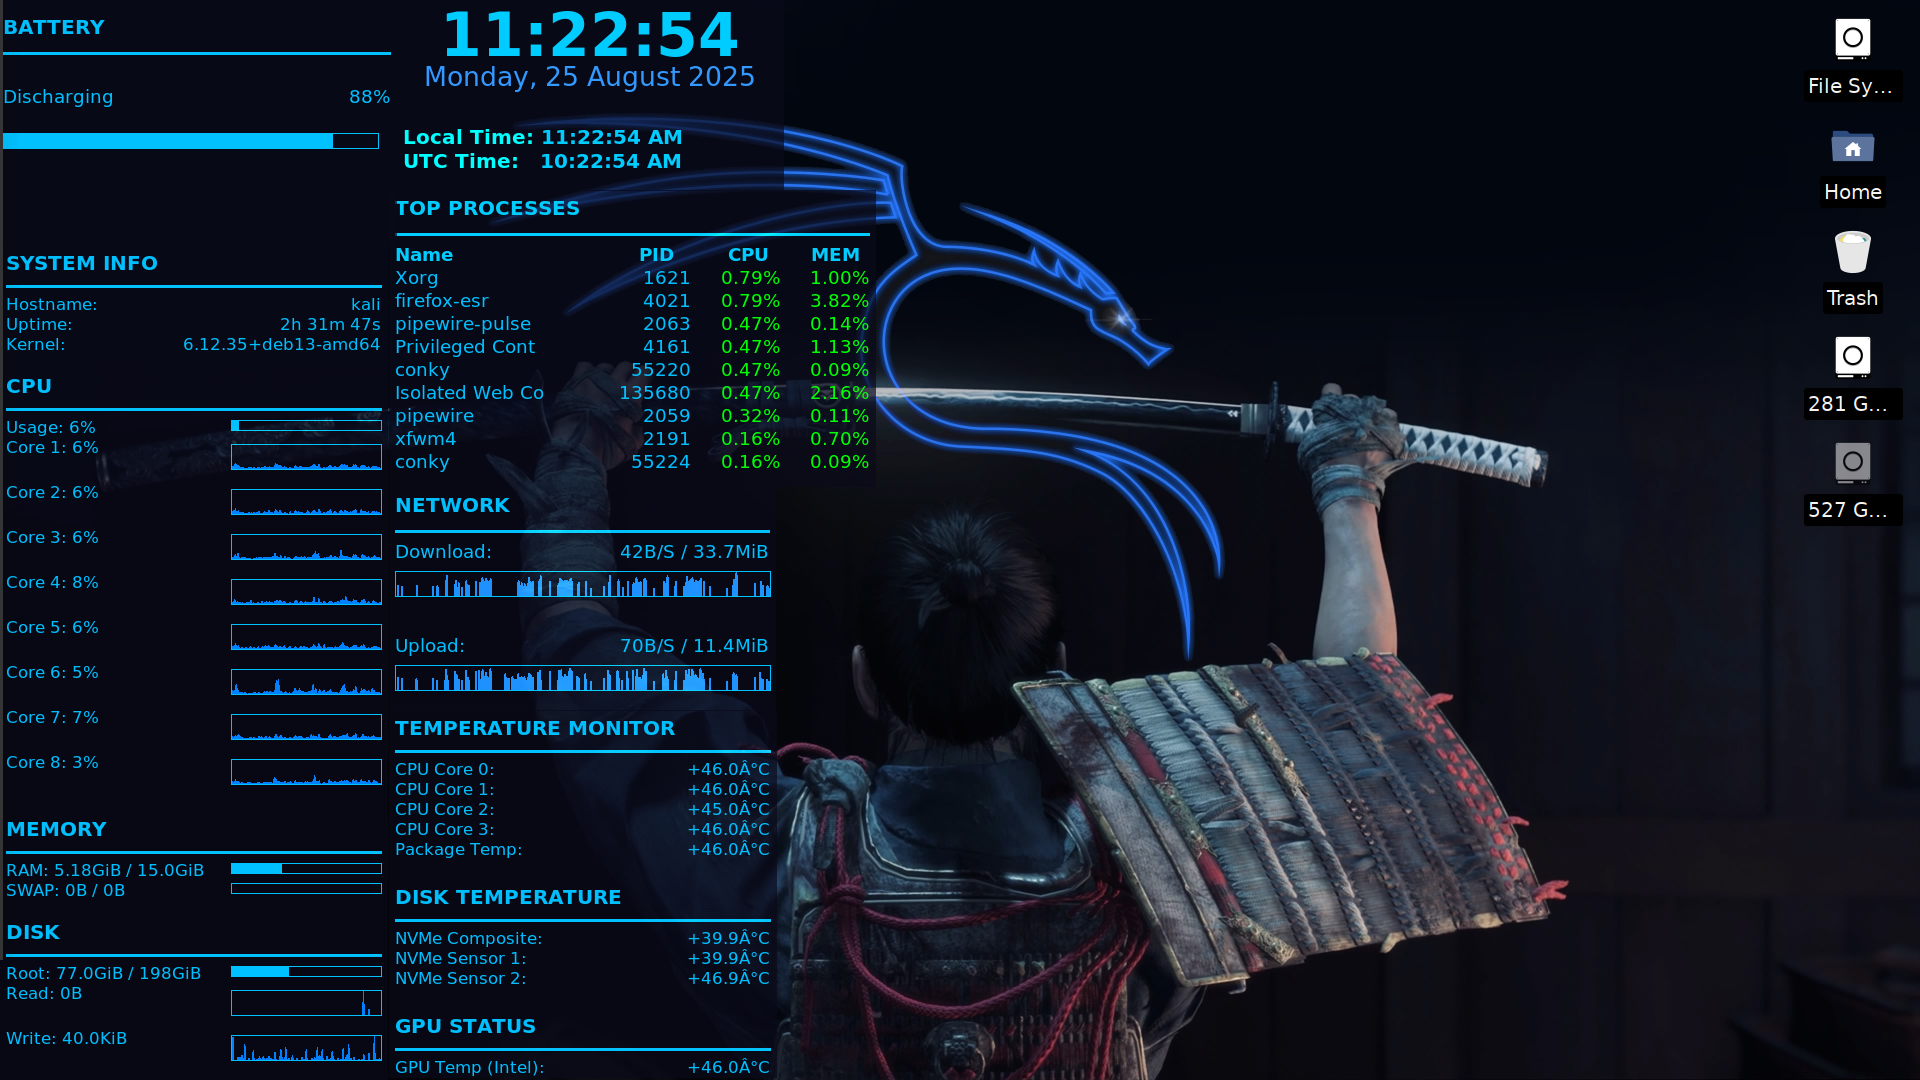 BATTERY
Discharging 88%
SYSTEM INFO
Hostname: kali
Uptime: 2h 31m 47s
Kernel: 6.12.35+deb13-amd64
CPU
Usage: 6%
Core 1: 6%
Core 2: 6%
Core 3: 6%
Core 4: 8%
Core 5: 6%
Core 6: 5%
Core 7: 7%
Core 8: 3%
MEMORY
RAM: 5.18GiB / 15.0GiB
SWAP: 0B / 0B
DISK
Root: 77.0GiB / 198GiB
Read: 0B
Write: 40.0KiB
11:22:54
Monday, 25 August 2025
Local Time: 11:22:54 AM
UTC Time: 10:22:54 AM
TOP PROCESSES
Name PID CPU MEM
Xorg 1621 0.79% 1.00%
firefox-esr 4021 0.79% 3.82%
pipewire-pulse 2063 0.47% 0.14%
Privileged Cont 4161 0.47% 1.13%
conky 55220 0.47% 0.09%
Isolated Web Co 135680 0.47% 2.16%
pipewire 2059 0.32% 0.11%
xfwm4 2191 0.16% 0.70%
conky 55224 0.16% 0.09%
NETWORK
Download: 42B/S / 33.7MiB
Upload: 70B/S / 11.4MiB
TEMPERATURE MONITOR
CPU Core 0: +46.0Â°C
CPU Core 1: +46.0Â°C
CPU Core 2: +45.0Â°C
CPU Core 3: +46.0Â°C
Package Temp: +46.0Â°C
DISK TEMPERATURE
NVMe Composite: +39.9Â°C
NVMe Sensor 1: +39.9Â°C
NVMe Sensor 2: +46.9Â°C
GPU STATUS
GPU Temp (Intel): +46.0Â°C
File Sy...
Home
Trash
281 G...
527 G...